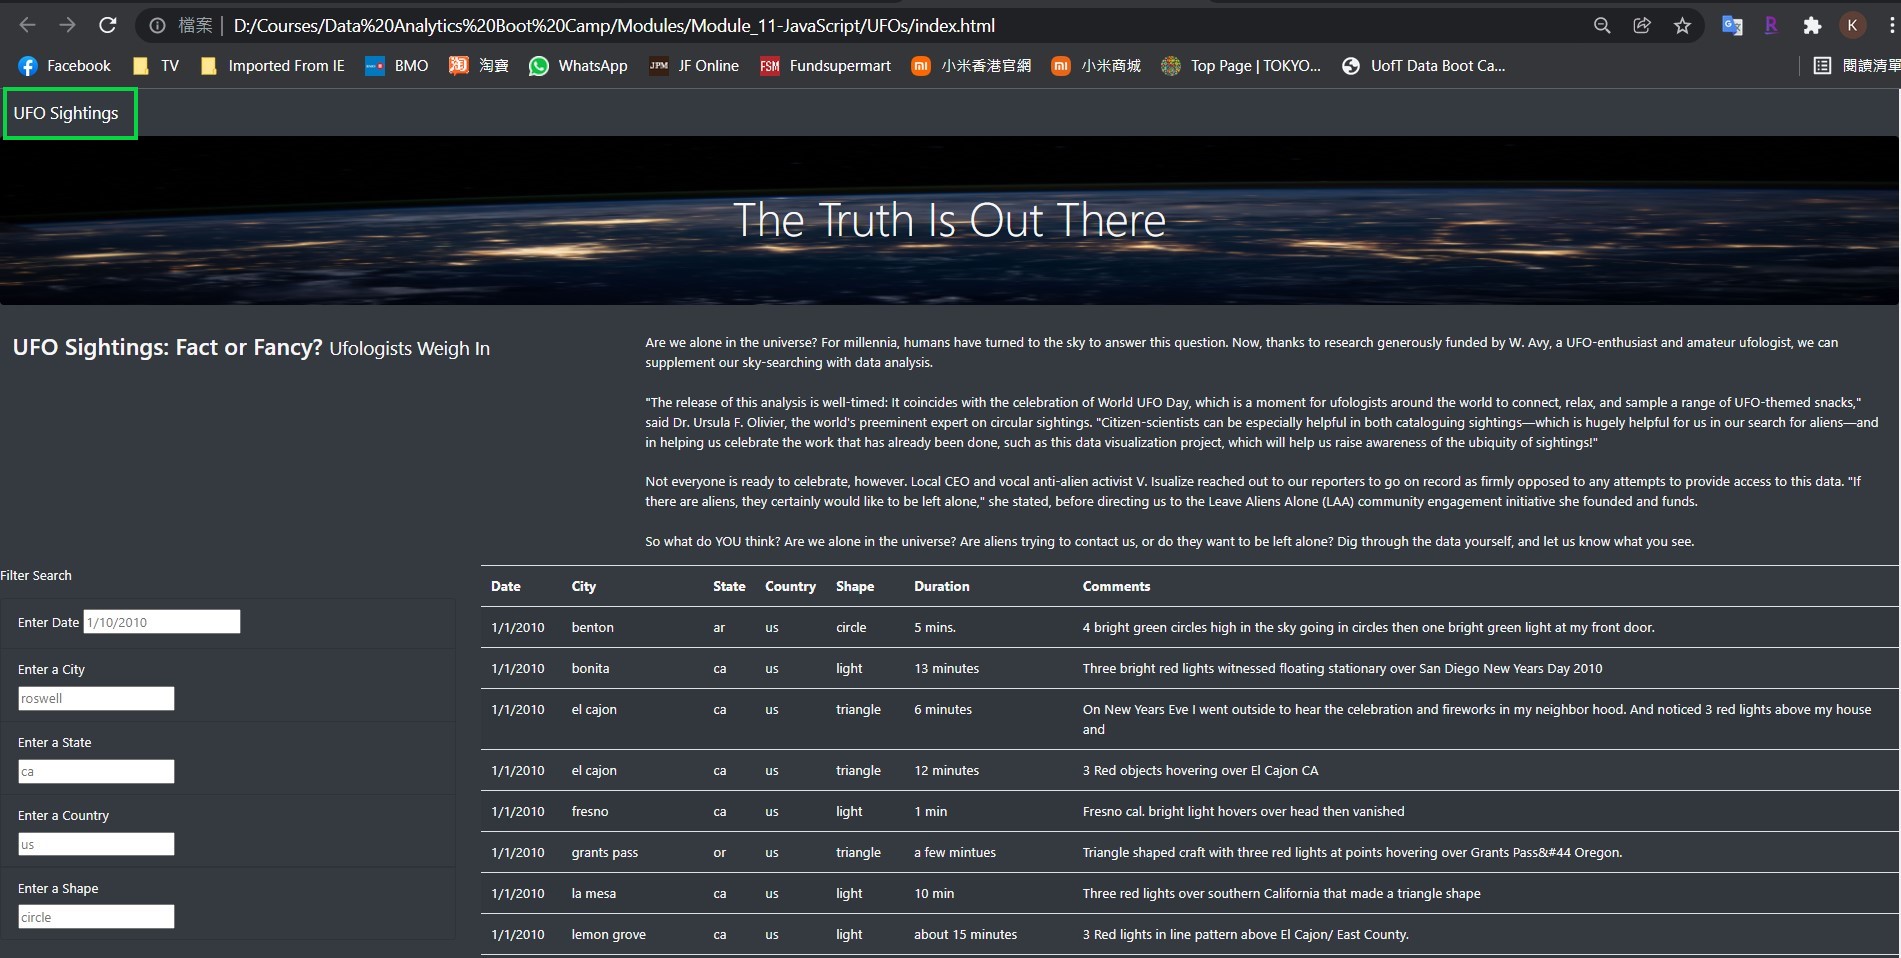 檔案 | D:/Courses/Data%20Analytics%20Boot%20Camp/Modules/Module_11-JavaScript/UFOs/index.html
K
Facebook TV Imported From IE BMO 淘 淘寶 WhatsApp JPM JF Online FSM Fundsupermart mi 小米香港官網 mi 小米商城 Top Page | TOKYO... UofT Data Boot Ca... 閱讀清單
UFO Sightings
The Truth Is Out There
UFO Sightings: Fact or Fancy? Ufologists Weigh In
Are we alone in the universe? For millennia, humans have turned to the sky to answer this question. Now, thanks to research generously funded by W. Avy, a UFO-enthusiast and amateur ufologist, we can
supplement our sky-searching with data analysis.
"The release of this analysis is well-timed: It coincides with the celebration of World UFO Day, which is a moment for ufologists around the world to connect, relax, and sample a range of UFO-themed snacks,"
said Dr. Ursula F. Olivier, the world's preeminent expert on circular sightings. "Citizen-scientists can be especially helpful in both cataloguing sightings—which is hugely helpful for us in our search for aliens—and
in helping us celebrate the work that has already been done, such as this data visualization project, which will help us raise awareness of the ubiquity of sightings!"
Not everyone is ready to celebrate, however. Local CEO and vocal anti-alien activist V. Isualize reached out to our reporters to go on record as firmly opposed to any attempts to provide access to this data. "If
there are aliens, they certainly would like to be left alone," she stated, before directing us to the Leave Aliens Alone (LAA) community engagement initiative she founded and funds.
So what do YOU think? Are we alone in the universe? Are aliens trying to contact us, or do they want to be left alone? Dig through the data yourself, and let us know what you see.
Filter Search
Enter Date 1/10/2010
Enter a City
roswell
Enter a State
ca
Enter a Country
us
Enter a Shape
circle
Date City State Country Shape Duration Comments
1/1/2010 benton ar us circle 5 mins. 4 bright green circles high in the sky going in circles then one bright green light at my front door.
1/1/2010 bonita ca us light 13 minutes Three bright red lights witnessed floating stationary over San Diego New Years Day 2010
1/1/2010 el cajon ca us triangle 6 minutes On New Years Eve I went outside to hear the celebration and fireworks in my neighbor hood. And noticed 3 red lights above my house
and
1/1/2010 el cajon ca us triangle 12 minutes 3 Red objects hovering over El Cajon CA
1/1/2010 fresno ca us light 1 min Fresno cal. bright light hovers over head then vanished
1/1/2010 grants pass or us triangle a few mintues Triangle shaped craft with three red lights at points hovering over Grants Pass&#44 Oregon.
1/1/2010 la mesa ca us light 10 min Three red lights over southern California that made a triangle shape
1/1/2010 lemon grove ca us light about 15 minutes 3 Red lights in line pattern above El Cajon/ East County.